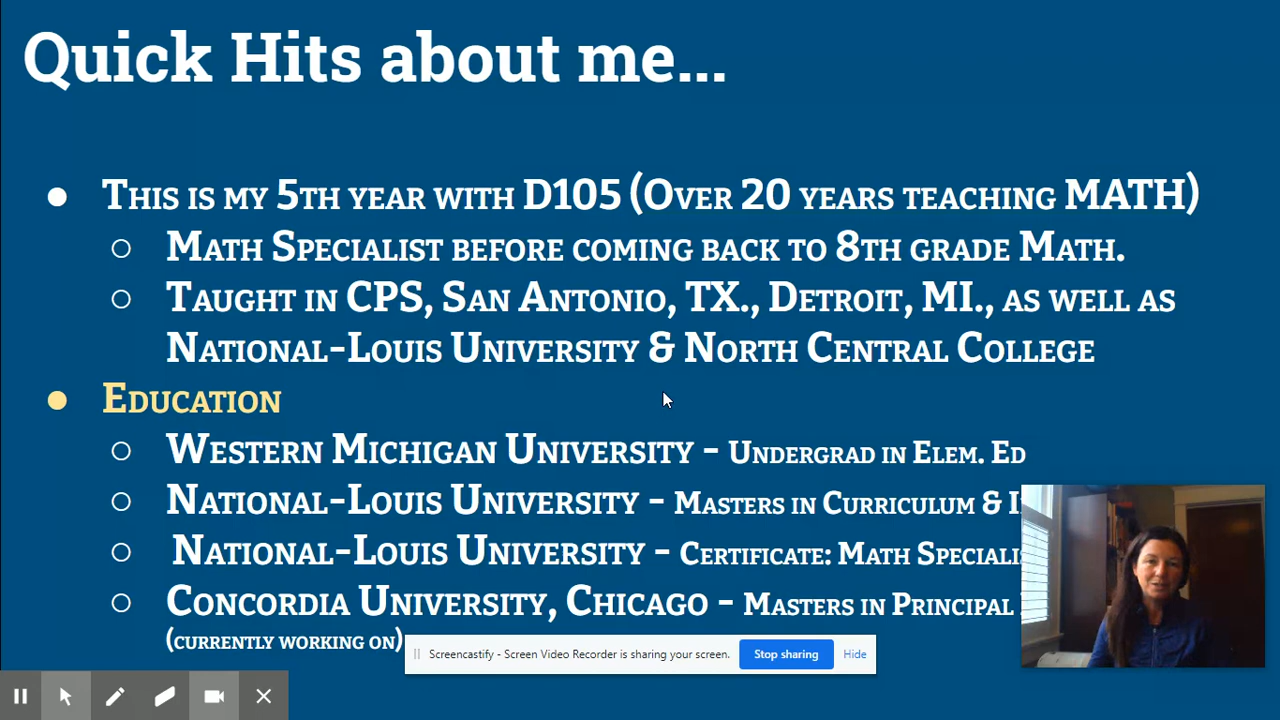 Quick Hits about me...
● This is my 5th year with D105 (Over 20 years teaching MATH)
○ Math Specialist before coming back to 8th grade Math.
○ Taught in CPS, San Antonio, TX., Detroit, MI., as well as
National-Louis University & North Central College
● Education
○ Western Michigan University - Undergrad in Elem. Ed
○ National-Louis University - Masters in Curriculum &
○ National-Louis University - Certificate: Math
○ Concordia University, Chicago - Masters in Principal
(currently working on)
Screencastify - Screen Video Recorder is sharing your screen. Stop sharing Hide